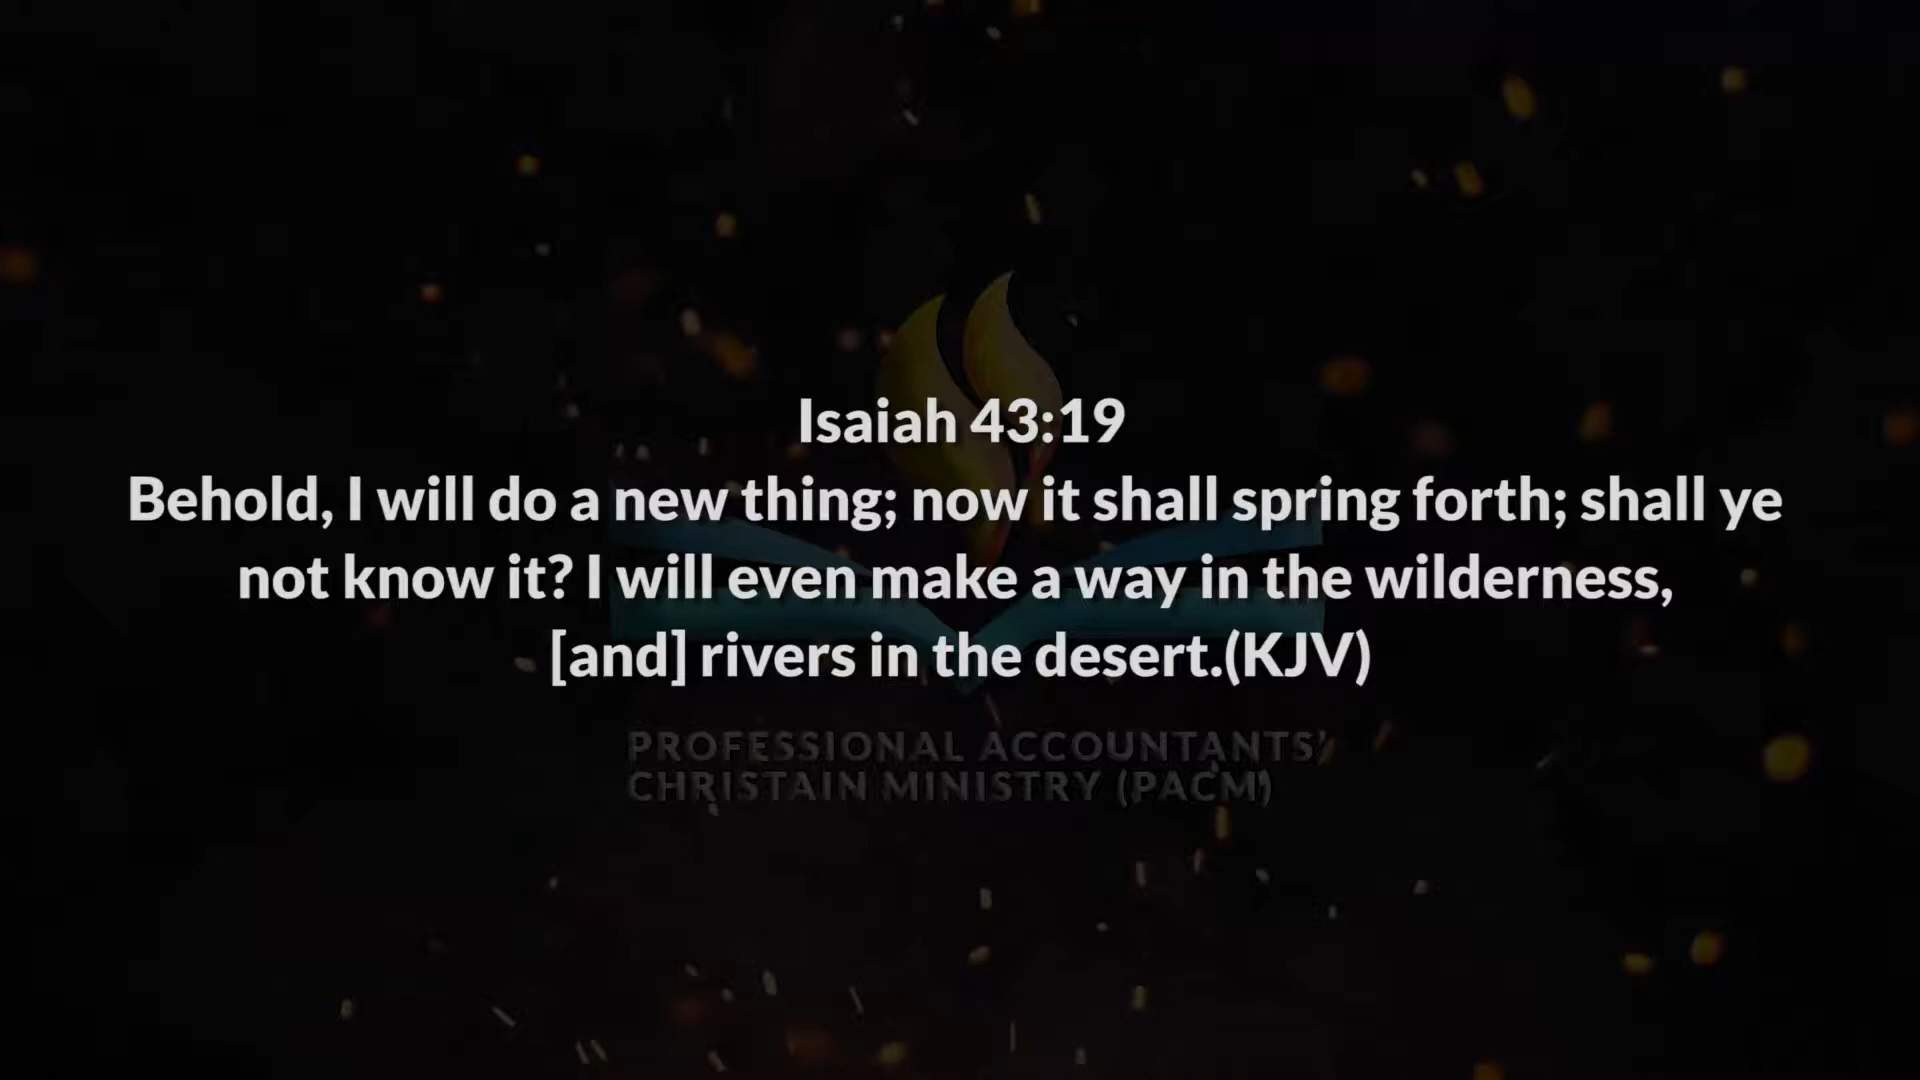 Isaiah 43:19
Behold, I will do a new thing; now it shall spring forth; shall ye
not know it? I will even make a way in the wilderness,
[and] rivers in the desert.(KJV)
PROFESSIONAL ACCOUNTANTS'
CHRISTAIN MINISTRY (PACM)